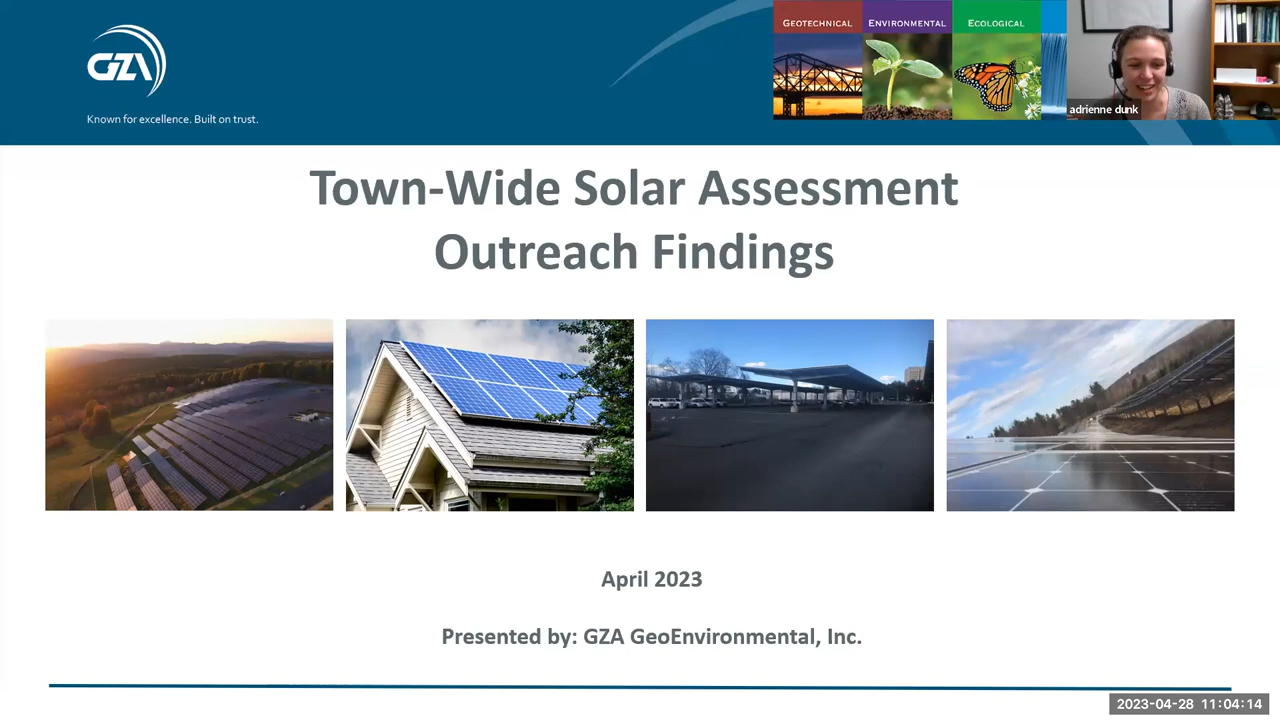 GZA
Known for excellence. Built on trust.
GEOTECHNICAL
ENVIRONMENTAL
ECOLOGICAL
adrienne dunk
Town-Wide Solar Assessment
Outreach Findings
April 2023
Presented by: GZA GeoEnvironmental, Inc.
2023-04-28 11:04:14